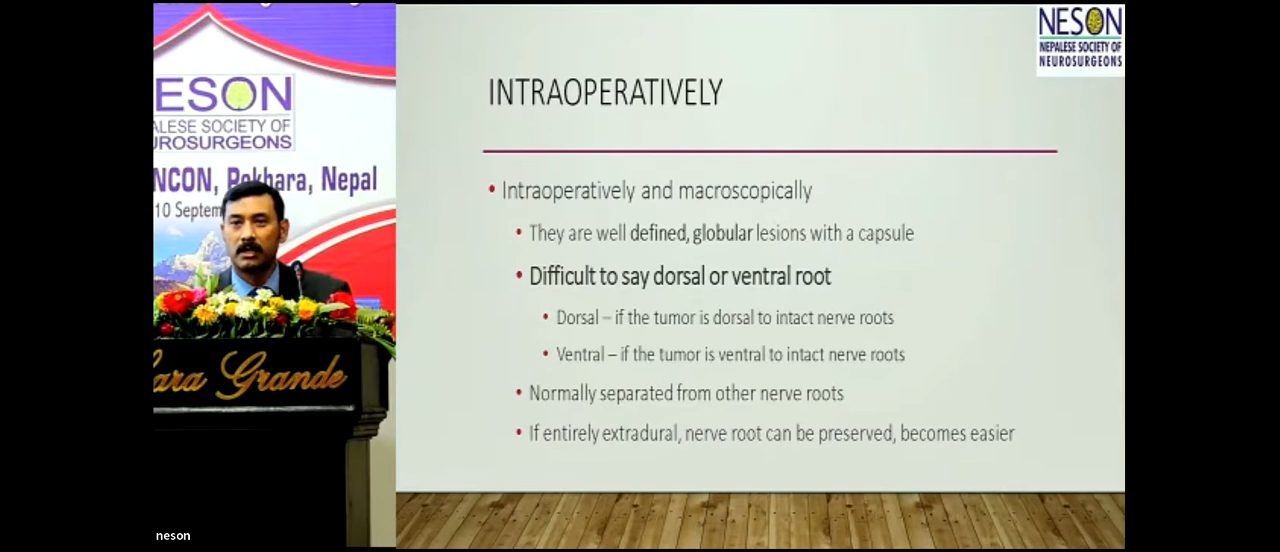 ESON
ALESE SOCIETY OF
UROSURGEONS
NCON, Pokhara, Nepal
10 Septem
ara Grande
neson
NESON
NEPALESE SOCIETY OF
NEUROSURGEONS
INTRAOPERATIVELY
• Intraoperatively and macroscopically
• They are well defined, globular lesions with a capsule
• Difficult to say dorsal or ventral root
• Dorsal – if the tumor is dorsal to intact nerve roots
• Ventral – if the tumor is ventral to intact nerve roots
• Normally separated from other nerve roots
• If entirely extradural, nerve root can be preserved, becomes easier